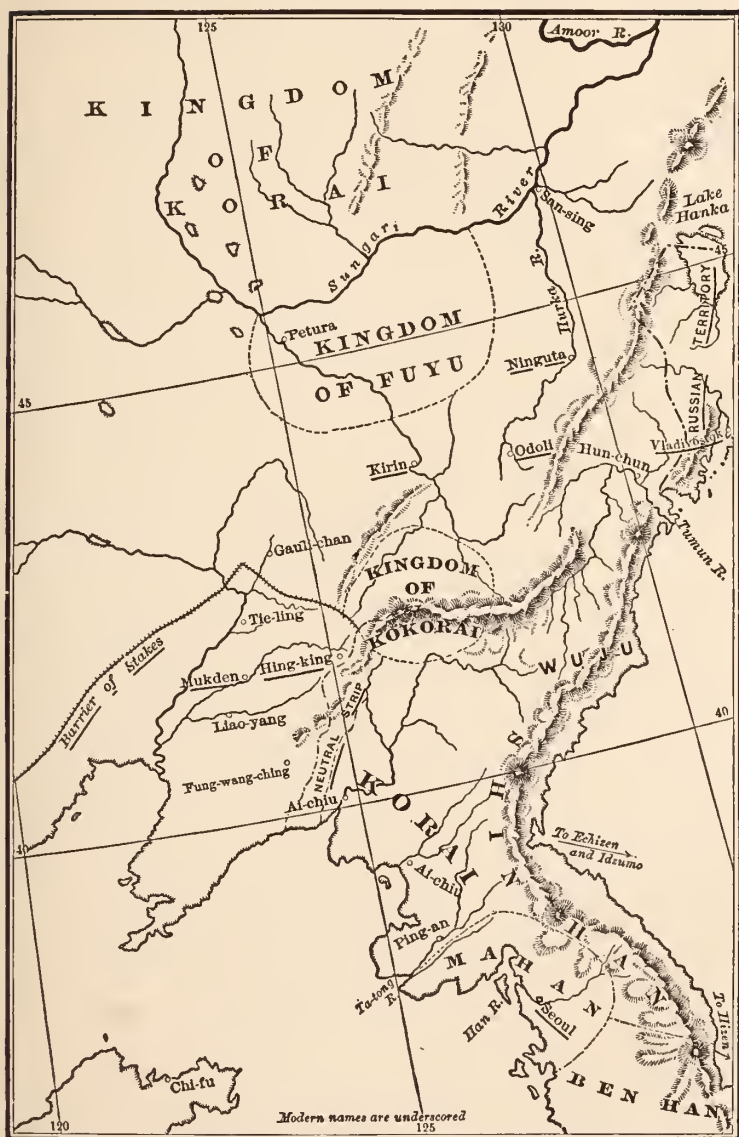 125
130
Amoor R.
KINGDOM
OF
KORAI
Lake
Hanka
River
San-sing
Sungari
45
TERRITORY
RUSSIAN
Hurka R.
Petura
KINGDOM
OF FUYU
Ninguta
45
Odoli
Hun-chun
Vladivostok
Kirin
Tumun R.
Gauli-chan
KINGDOM
OF
KOKORAI
Tie-ling
WUJU
Barrier of Stakes
Mukden
Hing-king
Liao-yang
NEUTRAL STRIP
40
Fung-wang-ching
Ai-chiu
KORAI
SHIN HAN
40
To Echizen
and Idzumo
Ai-chiu
Ping-an
MAHAN
Ta-tong
R.
Han R.
Seoul
To Hizen
Chi-fu
BEN HAN
120
Modern names are underscored
125